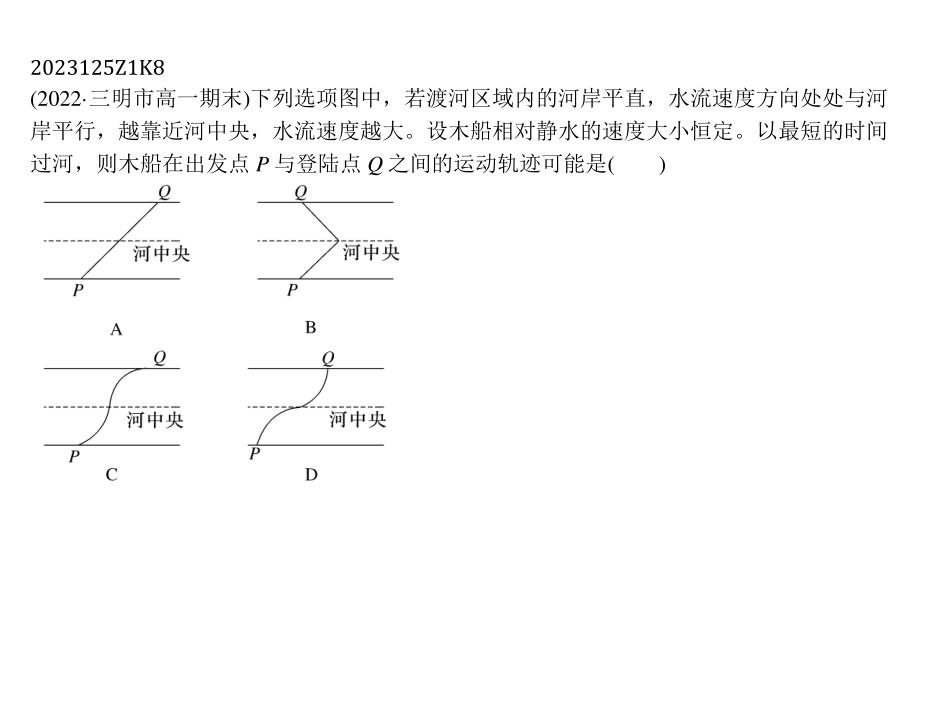 2023125Z1K8
(2022·三明市高一期末)下列选项图中，若渡河区域内的河岸平直，水流速度方向处处与河
岸平行，越靠近河中央，水流速度越大。设木船相对静水的速度大小恒定。以最短的时间
过河，则木船在出发点 P 与登陆点 Q 之间的运动轨迹可能是(　　)
Q
河中央
P
A
Q
河中央
P
B
Q
河中央
P
C
Q
河中央
P
D